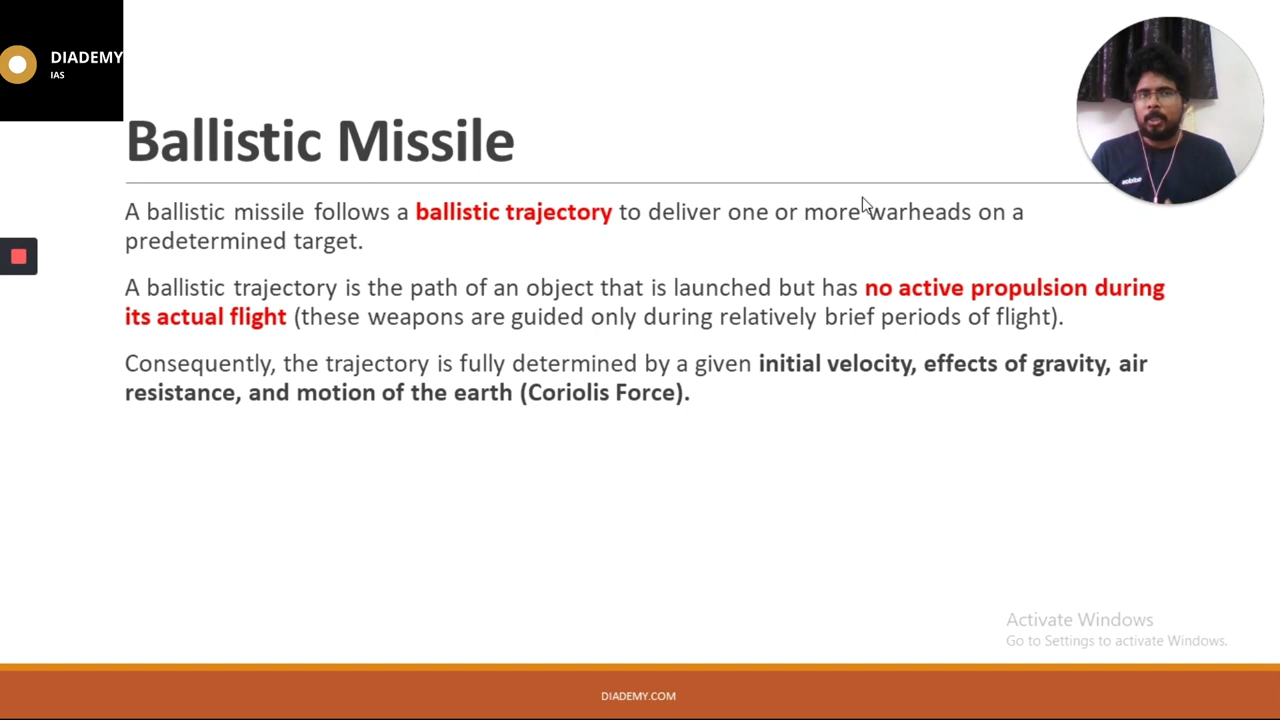 DIADEMY
IAS
Ballistic Missile
A ballistic missile follows a ballistic trajectory to deliver one or more warheads on a
predetermined target.
A ballistic trajectory is the path of an object that is launched but has no active propulsion during
its actual flight (these weapons are guided only during relatively brief periods of flight).
Consequently, the trajectory is fully determined by a given initial velocity, effects of gravity, air
resistance, and motion of the earth (Coriolis Force).
Activate Windows
Go to Settings to activate Windows.
DIADEMY.COM